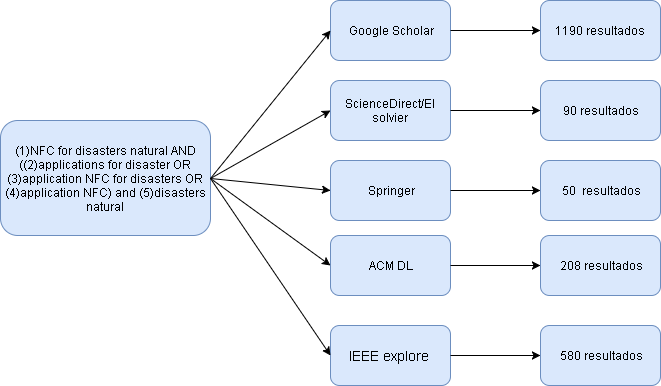 (1)NFC for disasters natural AND
((2)applications for disaster OR
(3)application NFC for disasters OR
(4)application NFC) and (5)disasters
natural
Google Scholar
1190 resultados
ScienceDirect/El
solvier
90 resultados
Springer
50 resultados
ACM DL
208 resultados
IEEE explore
580 resultados